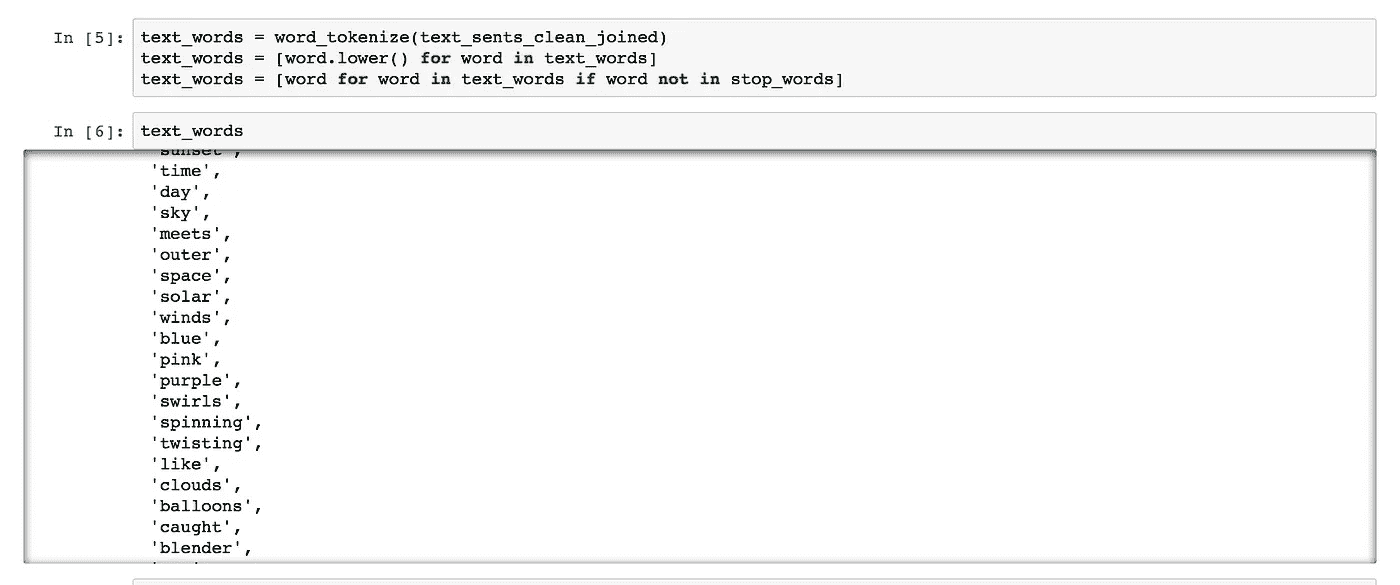 In [5]: text_words = word_tokenize(text_sents_clean_joined)
text_words = [word.lower() for word in text_words]
text_words = [word for word in text_words if word not in stop_words]
In [6]: text_words
'sunset',
'time',
'day',
'sky',
'meets',
'outer',
'space',
'solar',
'winds',
'blue',
'pink',
'purple',
'swirls',
'spinning',
'twisting',
'like',
'clouds',
'balloons',
'caught',
'blender',